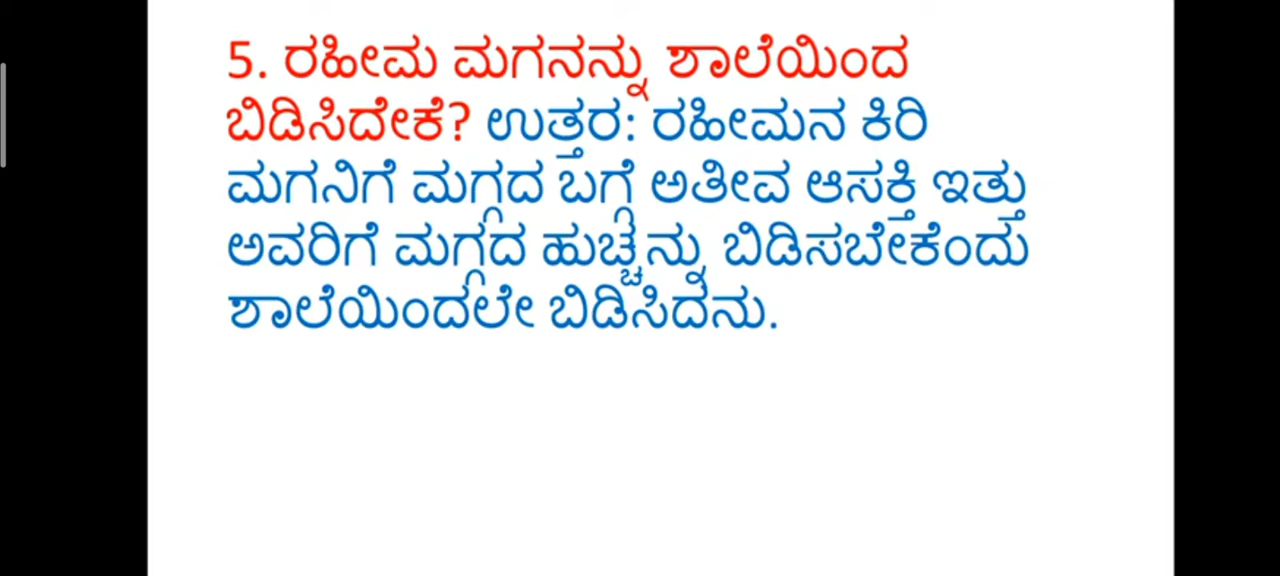 5. ರಹೀಮ ಮಗನನ್ನು ಶಾಲೆಯಿಂದ
ಬಿಡಿಸಿದೇಕೆ? ಉತ್ತರ: ರಹೀಮನ ಕಿರಿ
ಮಗನಿಗೆ ಮಗ್ಗದ ಬಗ್ಗೆ ಅತೀವ ಆಸಕ್ತಿ ಇತ್ತು
ಅವರಿಗೆ ಮಗ್ಗದ ಹುಚ್ಚನ್ನು ಬಿಡಿಸಬೇಕೆಂದು
ಶಾಲೆಯಿಂದಲೇ ಬಿಡಿಸಿದನು.